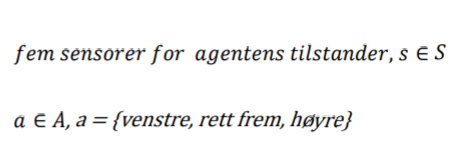 fem sensorer for agentens tilstander, s ∈ S
a ∈ A, a = {venstre, rett frem, høyre}